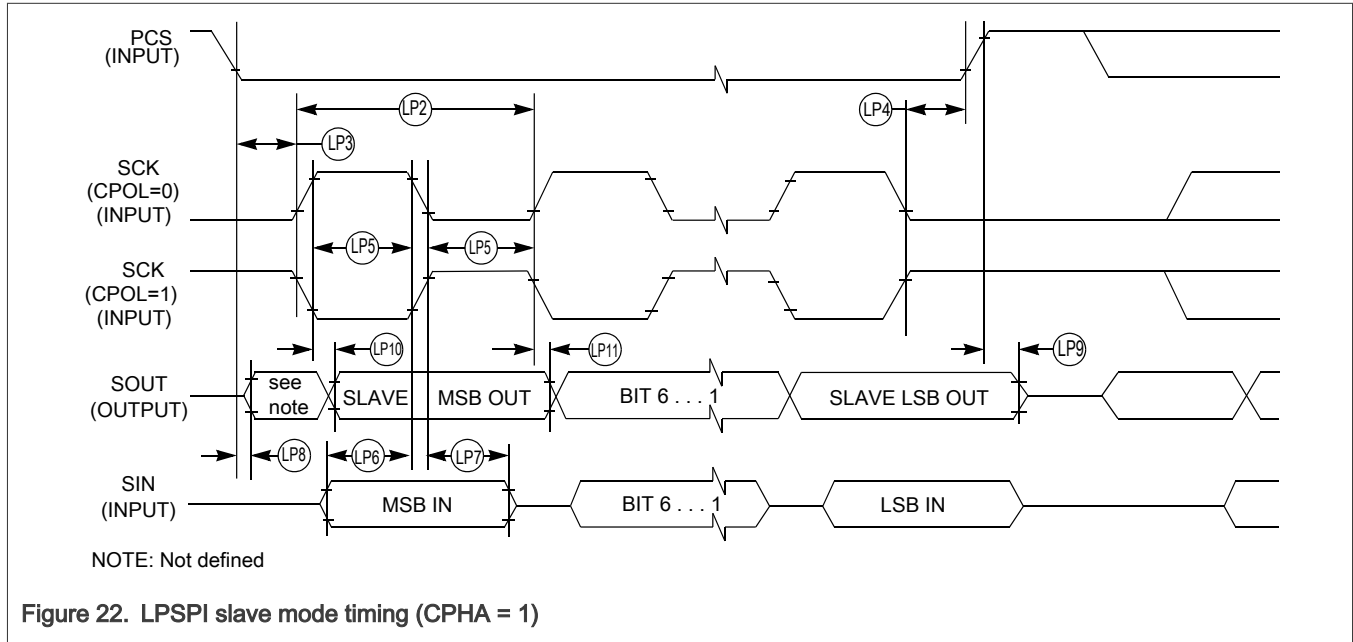 PCS
(INPUT)
LP2
LP4
LP3
SCK
(CPOL=0)
(INPUT)
LP5
LP5
SCK
(CPOL=1)
(INPUT)
LP10
LP11
LP9
SOUT
(OUTPUT)
see
note
SLAVE
MSB OUT
BIT 6 . . . 1
SLAVE LSB OUT
LP8
LP6
LP7
SIN
(INPUT)
MSB IN
BIT 6 . . . 1
LSB IN
NOTE: Not defined
Figure 22. LPSPI slave mode timing (CPHA = 1)